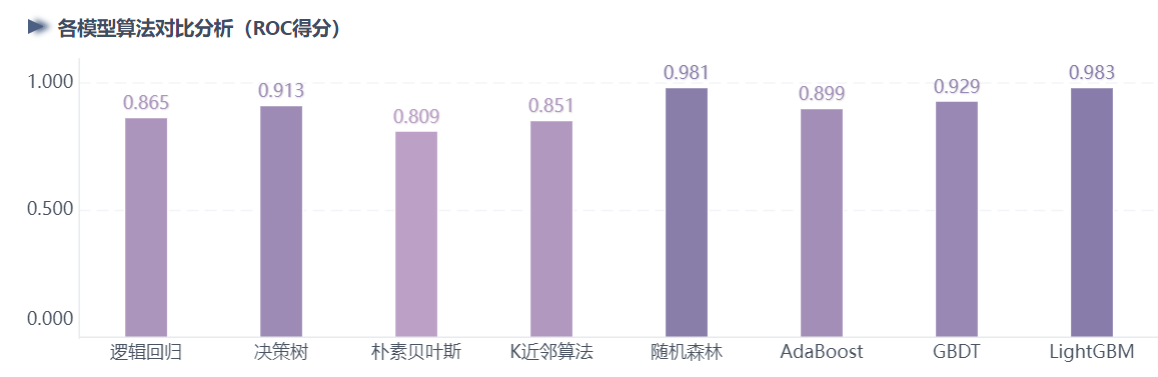 各模型算法对比分析（ROC得分）
1.000
0.500
0.000
0.865
0.913
0.809
0.851
0.981
0.899
0.929
0.983
逻辑回归
决策树
朴素贝叶斯
K近邻算法
随机森林
AdaBoost
GBDT
LightGBM